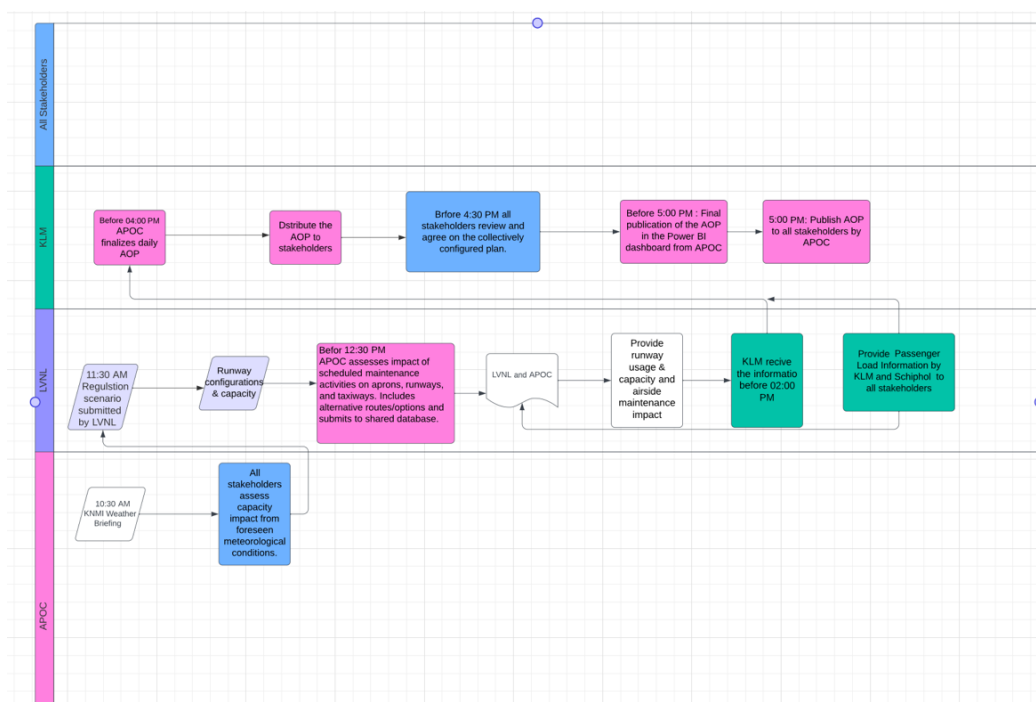 All Stakeholders
KLM
Before 04:00 PM
APOC
finalizes daily
AOP
Dstribute the
AOP to
stakeholders
Brfore 4:30 PM all
stakeholders review and
agree on the collectively
configured plan.
Before 5:00 PM : Final
publication of the AOP
in the Power BI
dashboard from APOC
5:00 PM: Publish AOP
to all stakeholders by
APOC
LVNL
11:30 AM
Regulstion
scenario
submitted
by LVNL
Runway
configurations
& capacity
Befor 12:30 PM
APOC assesses impact of
scheduled maintenance
activities on aprons, runways,
and taxiways. Includes
alternative routes/options and
submits to shared database.
LVNL and APOC
Provide
runway
usage &
capacity and
airside
maintenance
impact
KLM recive
the informatio
before 02:00
PM
Provide Passenger
Load Information by
KLM and Schiphol to
all stakeholders
APOC
10:30 AM
KNMI Weather
Briefing
All
stakeholders
assess
capacity
impact from
foreseen
meteorological
conditions.